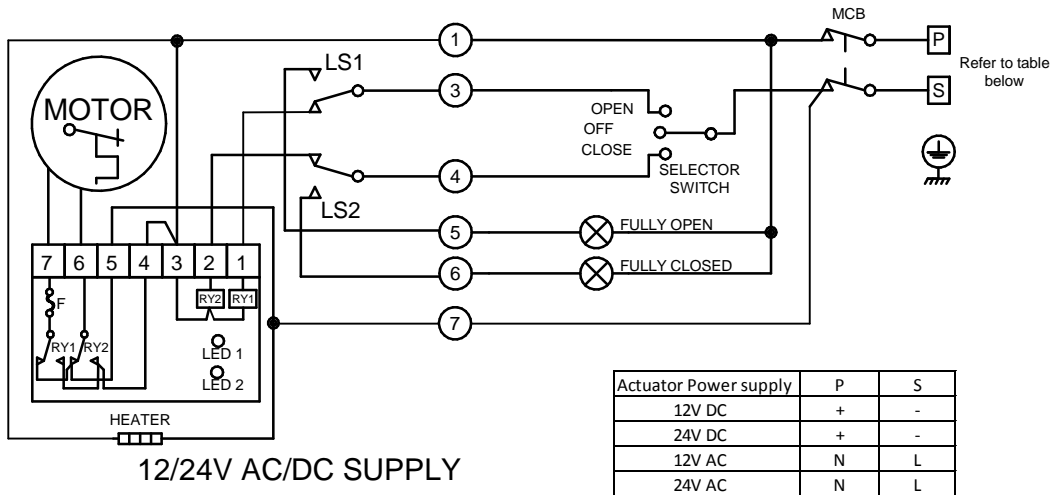 MCB
1
P
Refer to table
below
LS1
3
S
MOTOR
OPEN
OFF
CLOSE
SELECTOR
SWITCH
4
LS2
5
FULLY OPEN
6
FULLY CLOSED
7 6 5 4 3 2 1
F
RY2 RY1
7
RY1 RY2
LED 1
LED 2
HEATER
12/24V AC/DC SUPPLY
Actuator Power supply P S
12V DC + -
24V DC + -
12V AC N L
24V AC N L